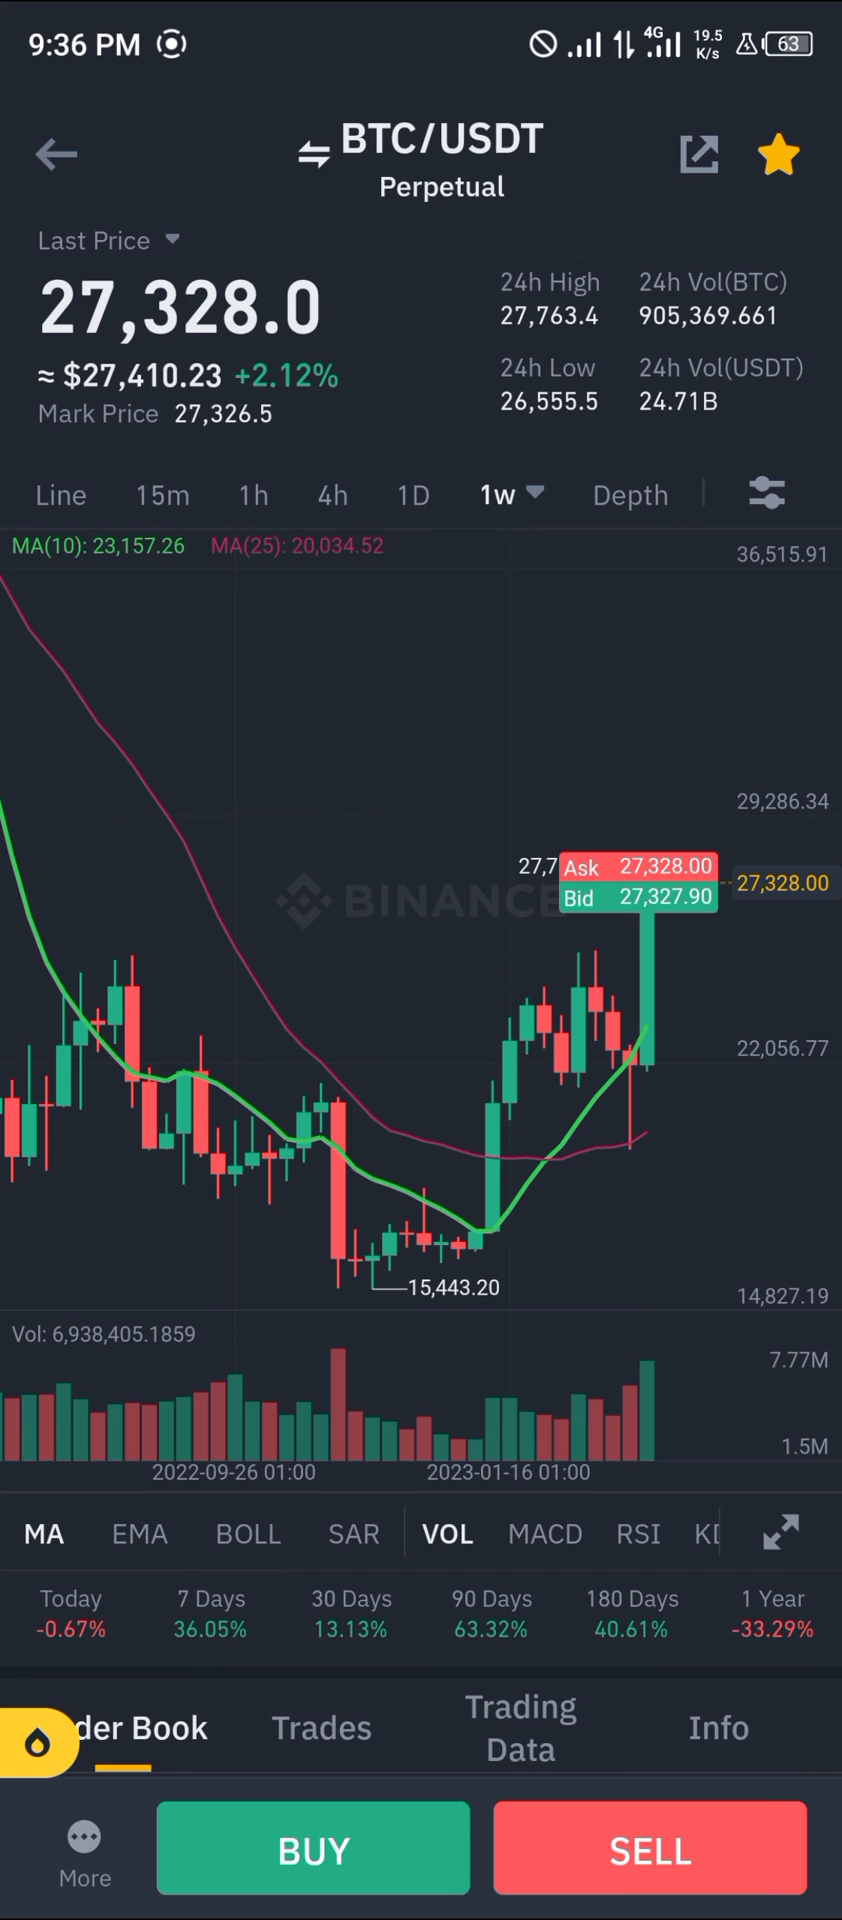 9:36 PM 4G 19.5 K/s 63
BTC/USDT
Perpetual
Last Price
27,328.0
≈ $27,410.23 +2.12%
Mark Price 27,326.5
24h High 24h Vol(BTC)
27,763.4 905,369.661
24h Low 24h Vol(USDT)
26,555.5 24.71B
Line 15m 1h 4h 1D 1w Depth
MA(10): 23,157.26 MA(25): 20,034.52
36,515.91
29,286.34
27,7 Ask 27,328.00
27,328.00
Bid 27,327.90
BINANCE
22,056.77
15,443.20
14,827.19
Vol: 6,938,405.1859
7.77M
1.5M
2022-09-26 01:00 2023-01-16 01:00
MA EMA BOLL SAR VOL MACD RSI
Today 7 Days 30 Days 90 Days 180 Days 1 Year
-0.67% 36.05% 13.13% 63.32% 40.61% -33.29%
der Book Trades Trading Data Info
More BUY SELL